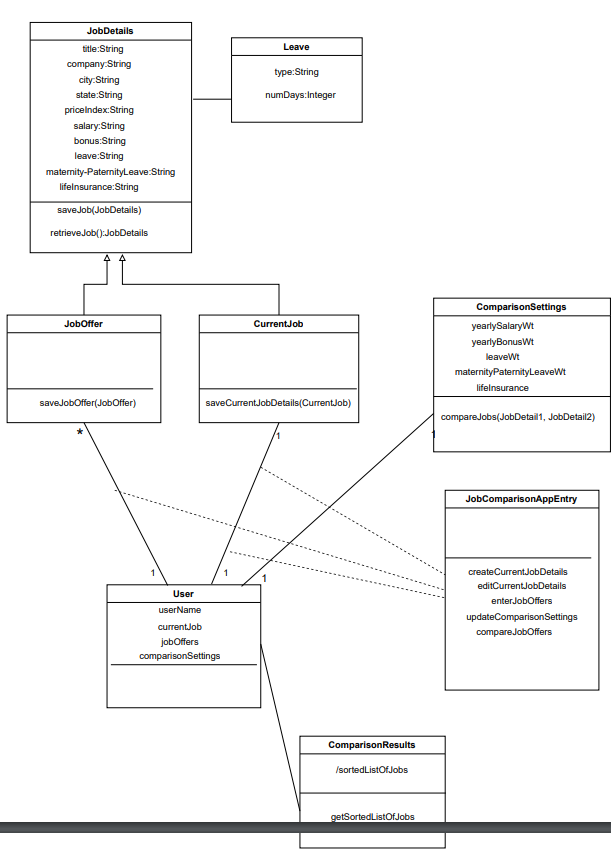 JobDetails
title:String
company:String
city:String
state:String
priceIndex:String
salary:String
bonus:String
leave:String
maternity-PaternityLeave:String
lifeInsurance:String
saveJob(JobDetails)
retrieveJob():JobDetails
Leave
type:String
numDays:Integer
JobOffer
saveJobOffer(JobOffer)
*
CurrentJob
saveCurrentJobDetails(CurrentJob)
1
ComparisonSettings
yearlySalaryWt
yearlyBonusWt
leaveWt
maternityPaternityLeaveWt
lifeInsurance
compareJobs(JobDetail1, JobDetail2)
1
JobComparisonAppEntry
createCurrentJobDetails
editCurrentJobDetails
enterJobOffers
updateComparisonSettings
compareJobOffers
1
1
1
User
userName
currentJob
jobOffers
comparisonSettings
ComparisonResults
/sortedListOfJobs
getSortedListOfJobs